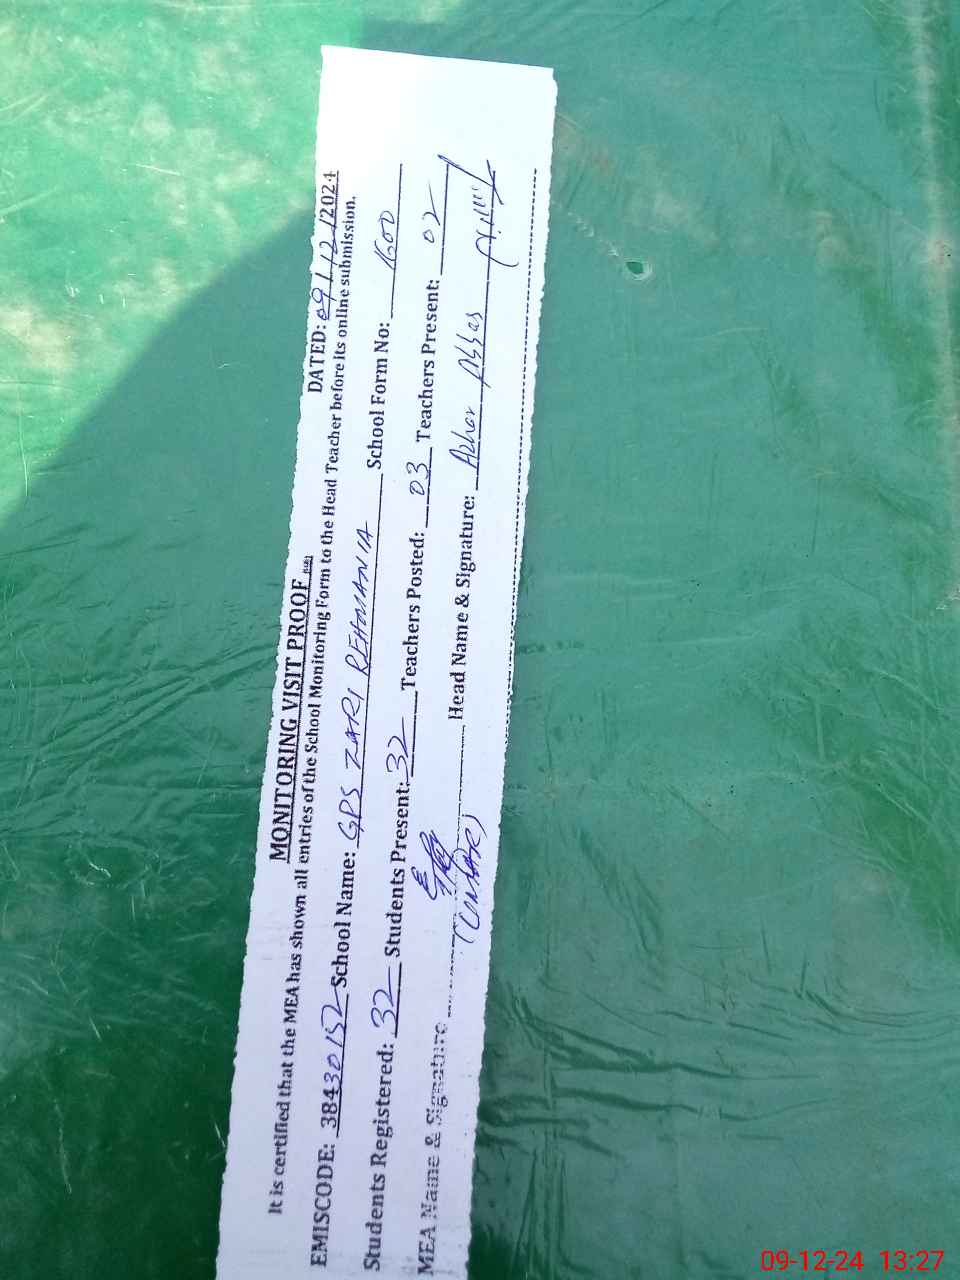 MONITORING VISIT PROOF
DATED: 09/12/2024
It is certified that the MEA has shown all entries of the School Monitoring Form to the Head Teacher before its online submission.
EMISCODE: 38430152 School Name: GPS ZARI REHMANIA School Form No: 1600
Students Registered: 32 Students Present: 32 Teachers Posted: 03 Teachers Present: 02
MEA Name & Signature Head Name & Signature: Azhar Abbas
09-12-24 13:27